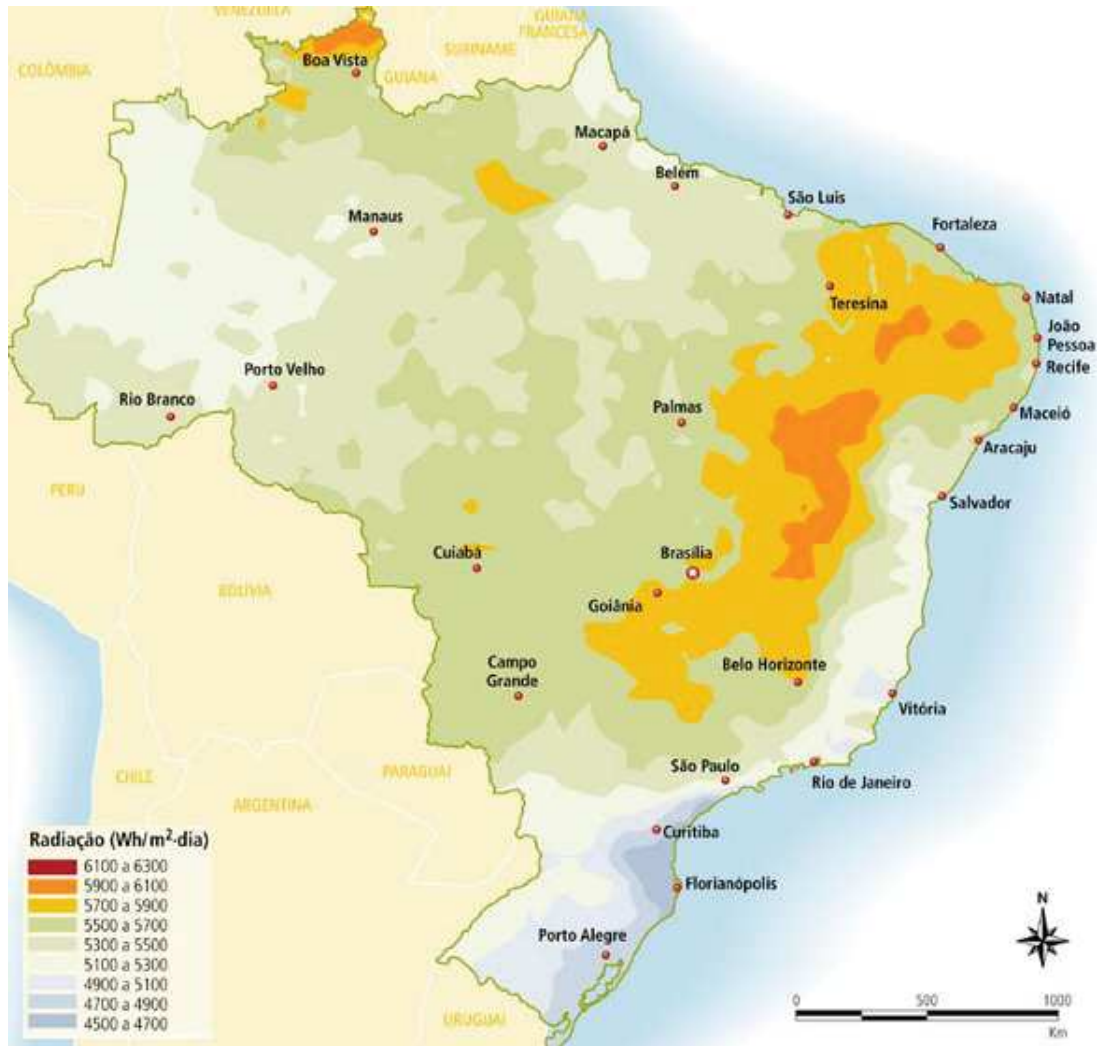 VENEZUELA
GUIANA
FRANCESA
SURINAME
COLÔMBIA
Boa Vista
GUIANA
Macapá
Belém
São Luís
Manaus
Fortaleza
Teresina
Natal
João
Pessoa
Recife
Porto Velho
Rio Branco
Palmas
Maceió
Aracaju
PERU
Salvador
Cuiabá
Brasília
BOLIVIA
Goiânia
Campo
Grande
Belo Horizonte
Vitória
CHILE
PARAGUAI
São Paulo
Rio de Janeiro
ARGENTINA
Curitiba
Radiação (Wh/m²-dia)
6100 a 6300
5900 a 6100
5700 a 5900
5500 a 5700
5300 a 5500
5100 a 5300
4900 a 5100
4700 a 4900
4500 a 4700
Florianópolis
Porto Alegre
URUGUAI
N
0 500 1000
Km